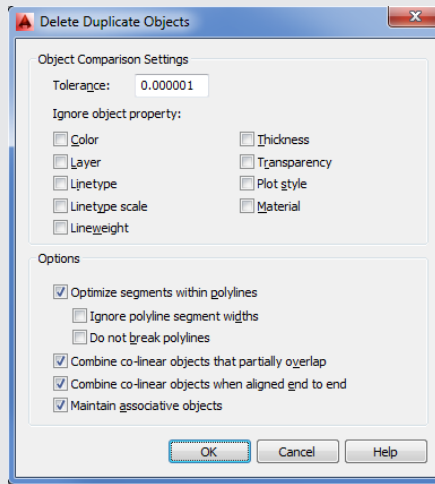 Delete Duplicate Objects
Object Comparison Settings
Tolerance: 0.000001
Ignore object property:
Color Thickness
Layer Transparency
Linetype Plot style
Linetype scale Material
Lineweight
Options
Optimize segments within polylines
Ignore polyline segment widths
Do not break polylines
Combine co-linear objects that partially overlap
Combine co-linear objects when aligned end to end
Maintain associative objects
OK Cancel Help